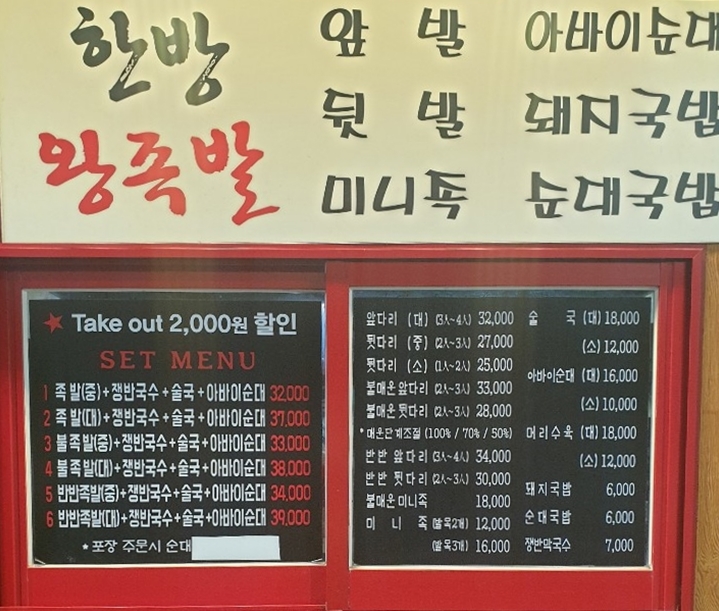 한방
왕족발
앞 발
뒷 발
미니족
아바이순대
돼지국밥
순대국밥
★ Take out 2,000원 할인
SET MENU
1 족발(중)+쟁반국수+술국+아바이순대 32,000
2 족발(대)+쟁반국수+술국+아바이순대 37,000
3 불족발(중)+쟁반국수+술국+아바이순대 33,000
4 불족발(대)+쟁반국수+술국+아바이순대 38,000
5 반반족발(중)+쟁반국수+술국+아바이순대 34,000
6 반반족발(대)+쟁반국수+술국+아바이순대 39,000
★포장 주문시 순대
앞다리 (대) (3人~4人) 32,000
뒷다리 (중) (2人~3人) 27,000
뒷다리 (소) (1人~2人) 25,000
불매운앞다리 (2人~3人) 33,000
불매운뒷다리 (2人~3人) 28,000
*매운단계조절 (100% / 70% / 50%)
반반 앞다리 (3人~4人) 34,000
반반 뒷다리 (2人~3人) 30,000
불매운미니족 18,000
미 니 족 (발목2개) 12,000
(발목3개) 16,000
술 국 (대) 18,000
(소) 12,000
아바이순대 (대) 16,000
(소) 10,000
머리수육 (대) 18,000
(소) 12,000
돼지국밥 6,000
순대국밥 6,000
쟁반막국수 7,000